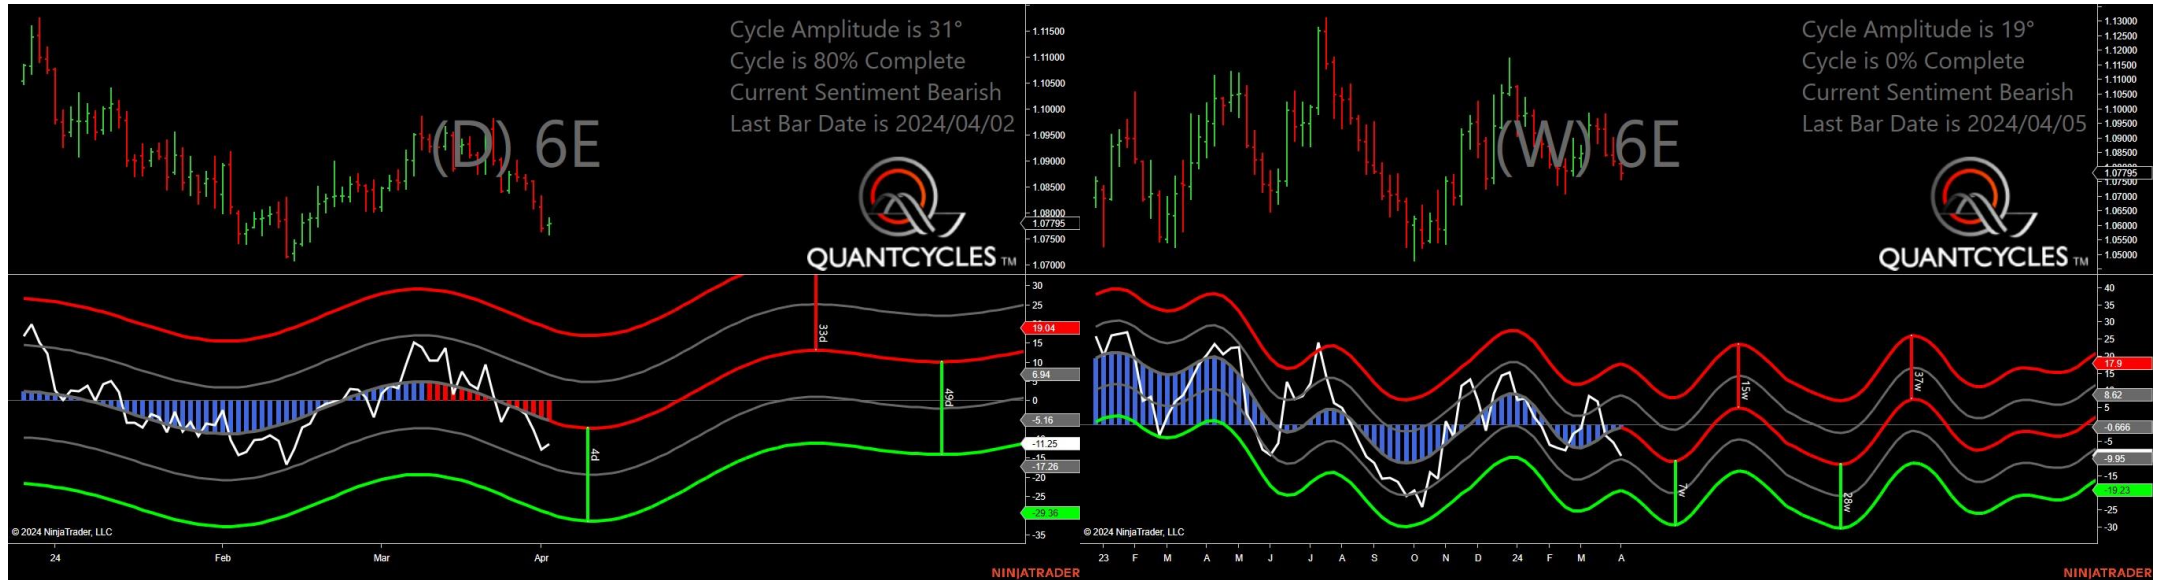 Cycle Amplitude is 31°
Cycle is 80% Complete
Current Sentiment Bearish
Last Bar Date is 2024/04/02
(D) 6E
QUANTCYCLES TM
1.11500
1.11000
1.10500
1.10000
1.09500
1.09000
1.08500
1.08000
1.07795
1.07500
1.07000
30
25
19.04
15
10
6.94
5
0
-5.16
-11.25
-15
-17.26
-20
-25
-29.36
-35
4d
33d
49d
© 2024 NinjaTrader, LLC
24
Feb
Mar
Apr
NINJATRADER
Cycle Amplitude is 19°
Cycle is 0% Complete
Current Sentiment Bearish
Last Bar Date is 2024/04/05
(W) 6E
QUANTCYCLES TM
1.13000
1.12500
1.12000
1.11500
1.11000
1.10500
1.10000
1.09500
1.09000
1.08500
1.07795
1.07500
1.07000
1.06500
1.06000
1.05500
1.05000
40
35
30
25
17.9
15
8.62
5
-0.666
-5
-9.95
-15
-19.23
-25
-30
7w
15w
28w
37w
© 2024 NinjaTrader, LLC
23
F
M
A
M
J
J
A
S
O
N
D
24
F
M
A
NINJATRADER